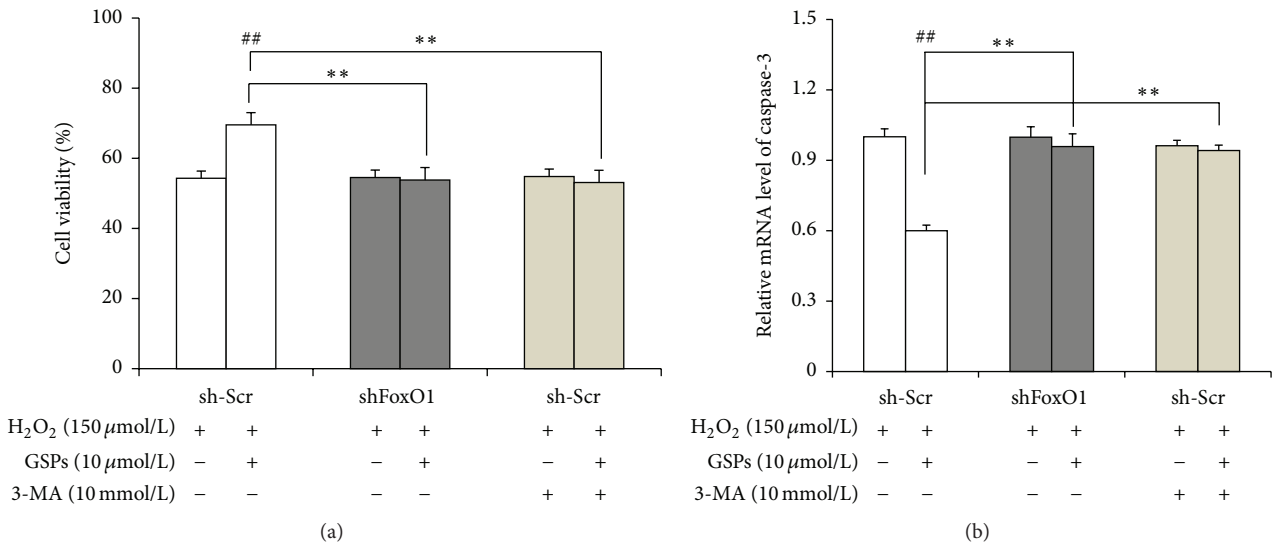 100
80
60
40
20
0
Cell viability (%)
##
**
**
sh-Scr shFoxO1 sh-Scr
H₂O₂ (150 μmol/L) + + + + + +
GSPs (10 μmol/L) − + − + − +
3-MA (10 mmol/L) − − − − + +
(a)
1.5
1.2
0.9
0.6
0.3
0
Relative mRNA level of caspase-3
##
**
**
sh-Scr shFoxO1 sh-Scr
H₂O₂ (150 μmol/L) + + + + + +
GSPs (10 μmol/L) − + − + − +
3-MA (10 mmol/L) − − − − + +
(b)